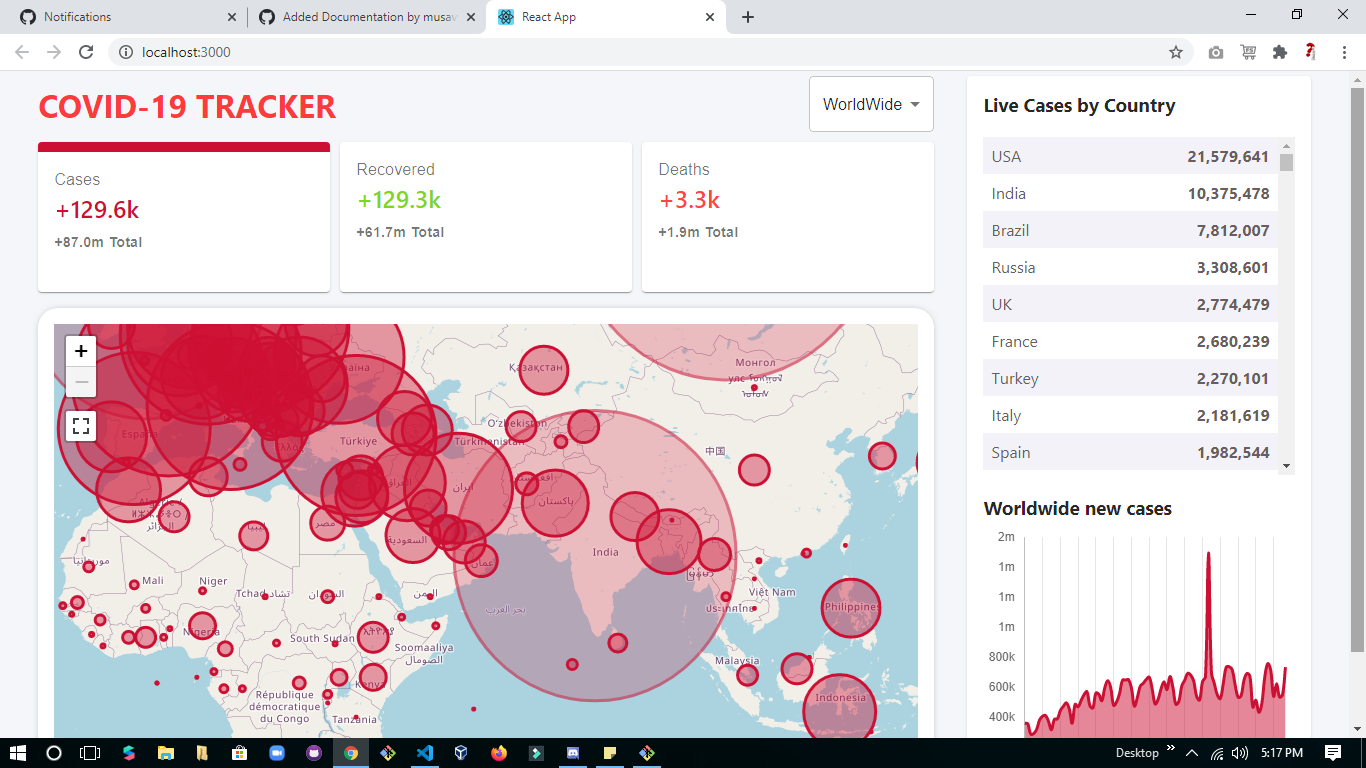 Notifications
Added Documentation by musav
React App
localhost:3000
COVID-19 TRACKER
WorldWide
Cases
+129.6k
+87.0m Total
Recovered
+129.3k
+61.7m Total
Deaths
+3.3k
+1.9m Total
+
−
Қазақстан
Монгол
улс
España
Türkiye
O'zbekiston
Türkmenistan
中国
ایران
پاکستان
India
ليبيا
مصر
السعودية
عمان
موريتانيا
Mali
Niger
Tchad تشاد
السودان
اليمن
بحر العرب
Việt Nam
ประเทศไทย
Philippines
Nigeria
South Sudan
ኢትዮጵያ
Soomaaliya
الصومال
Malaysia
Kenya
République
démocratique
du Congo
Tanzania
Indonesia
Live Cases by Country
USA 21,579,641
India 10,375,478
Brazil 7,812,007
Russia 3,308,601
UK 2,774,479
France 2,680,239
Turkey 2,270,101
Italy 2,181,619
Spain 1,982,544
Worldwide new cases
2m
1m
1m
1m
800k
600k
400k
Desktop
5:17 PM